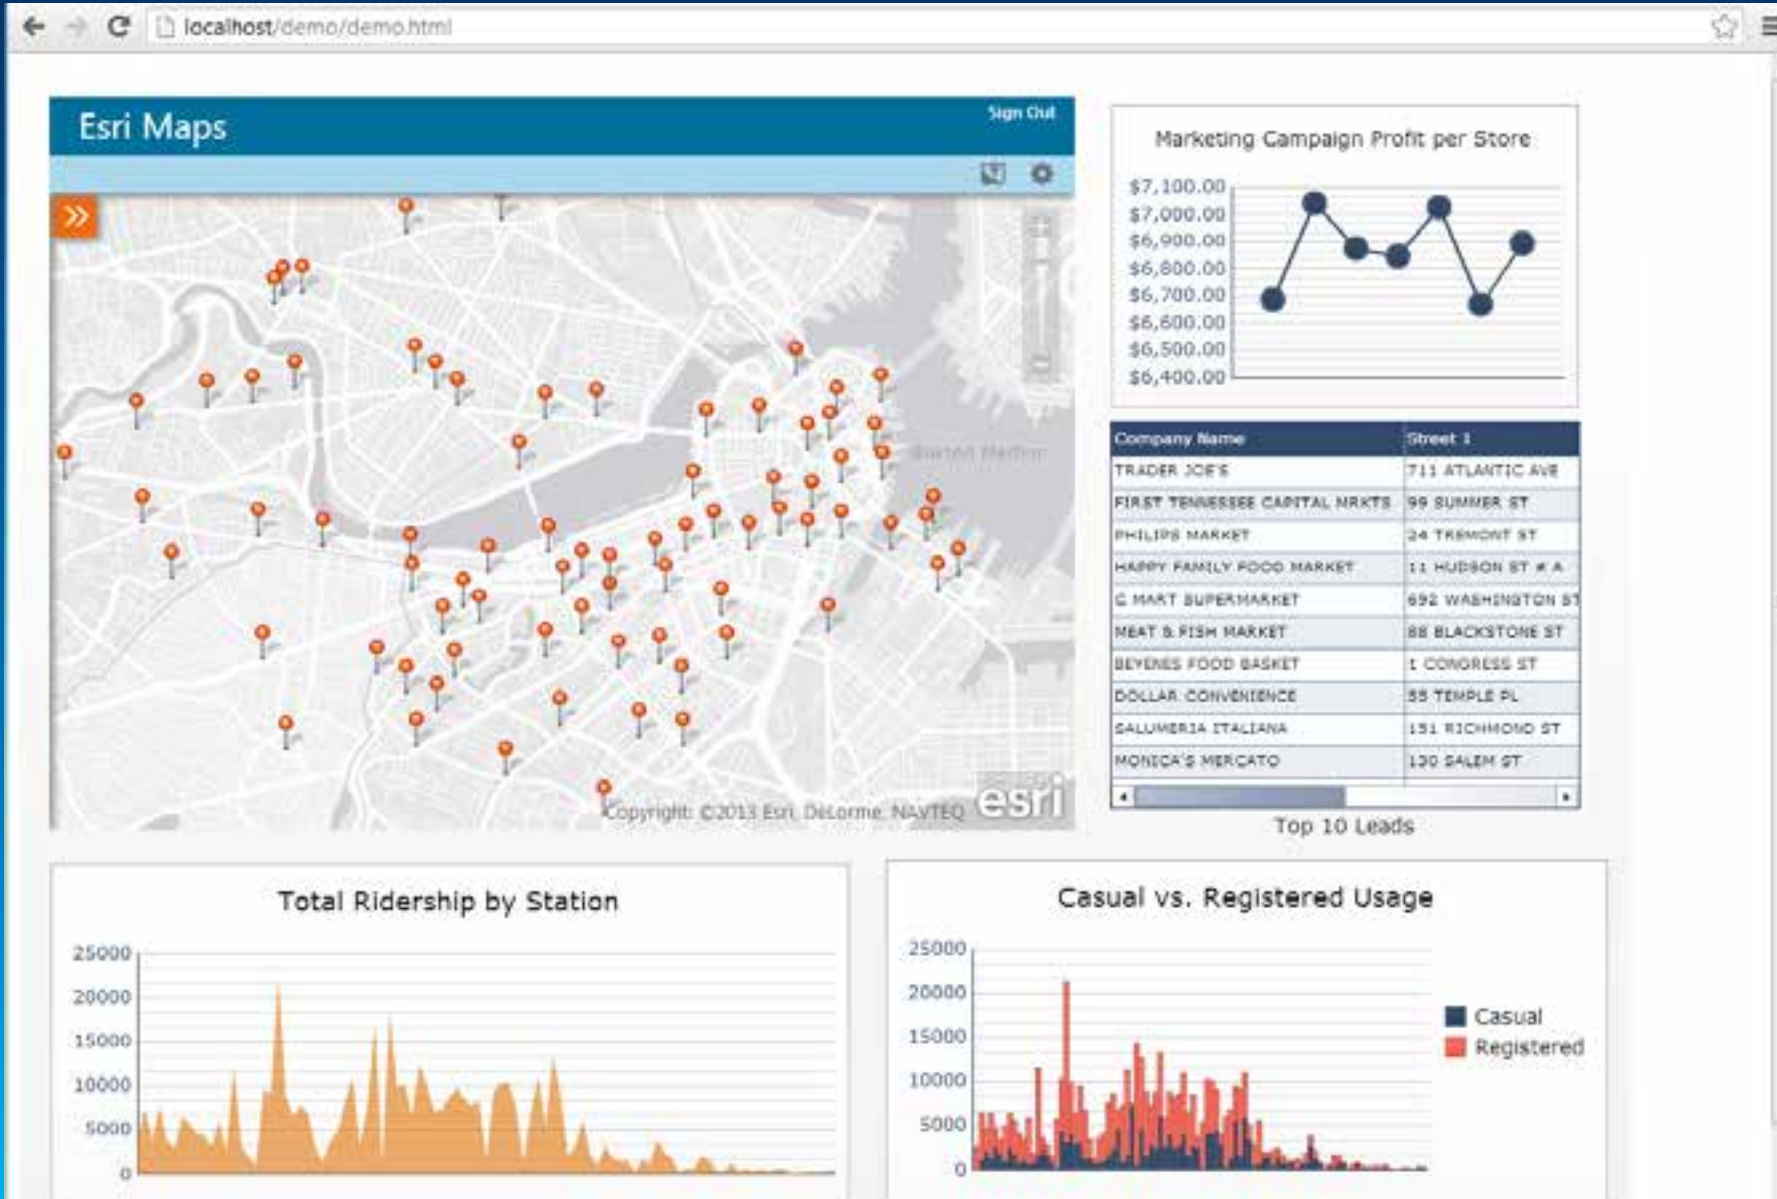 localhost/demo/demo.html
Esri Maps
Sign Out
Boston Harbor
Copyright: ©2013 Esri, DeLorme, NAVTEQ
esri
Marketing Campaign Profit per Store
$7,100.00
$7,000.00
$6,900.00
$6,800.00
$6,700.00
$6,600.00
$6,500.00
$6,400.00
Company Name Street 1
TRADER JOE'S 711 ATLANTIC AVE
FIRST TENNESSEE CAPITAL MRKTS 99 SUMMER ST
PHILIPS MARKET 24 TREMONT ST
HAPPY FAMILY FOOD MARKET 11 HUDSON ST # A
C MART SUPERMARKET 692 WASHINGTON ST
MEAT & FISH MARKET 88 BLACKSTONE ST
BEYENES FOOD BASKET 1 CONGRESS ST
DOLLAR CONVENIENCE 55 TEMPLE PL
SALUMERIA ITALIANA 151 RICHMOND ST
MONICA'S MERCATO 130 SALEM ST
Top 10 Leads
Total Ridership by Station
25000
20000
15000
10000
5000
0
Casual vs. Registered Usage
25000
20000
15000
10000
5000
0
Casual
Registered